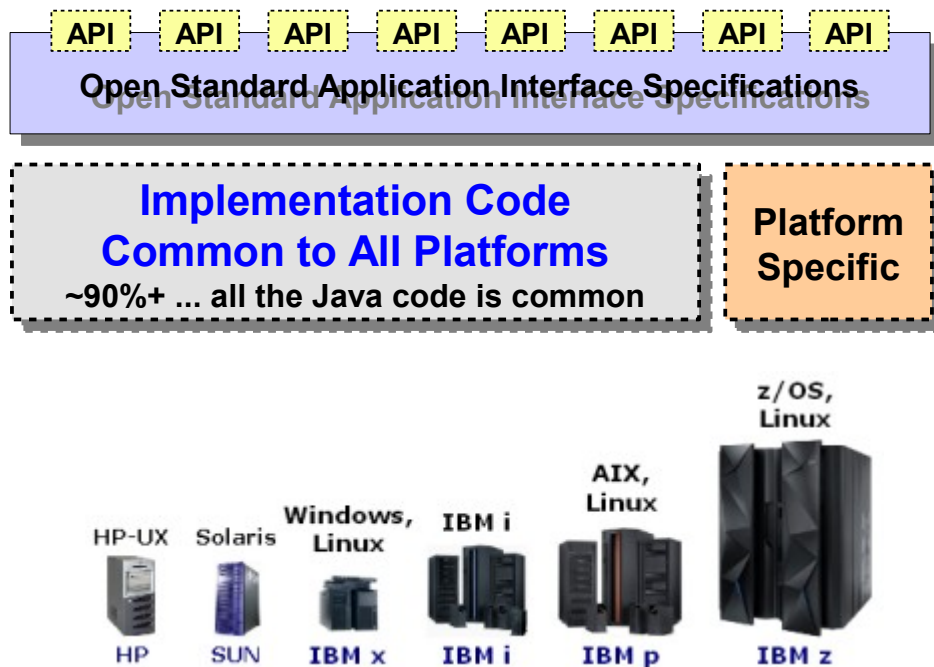 API API API API API API API API
Open Standard Application Interface Specifications
Implementation Code
Common to All Platforms
~90%+ ... all the Java code is common
Platform
Specific
z/OS,
Linux
AIX,
Linux
IBM i
Windows,
Linux
HP-UX
Solaris
HP
SUN
IBM x
IBM i
IBM p
IBM z